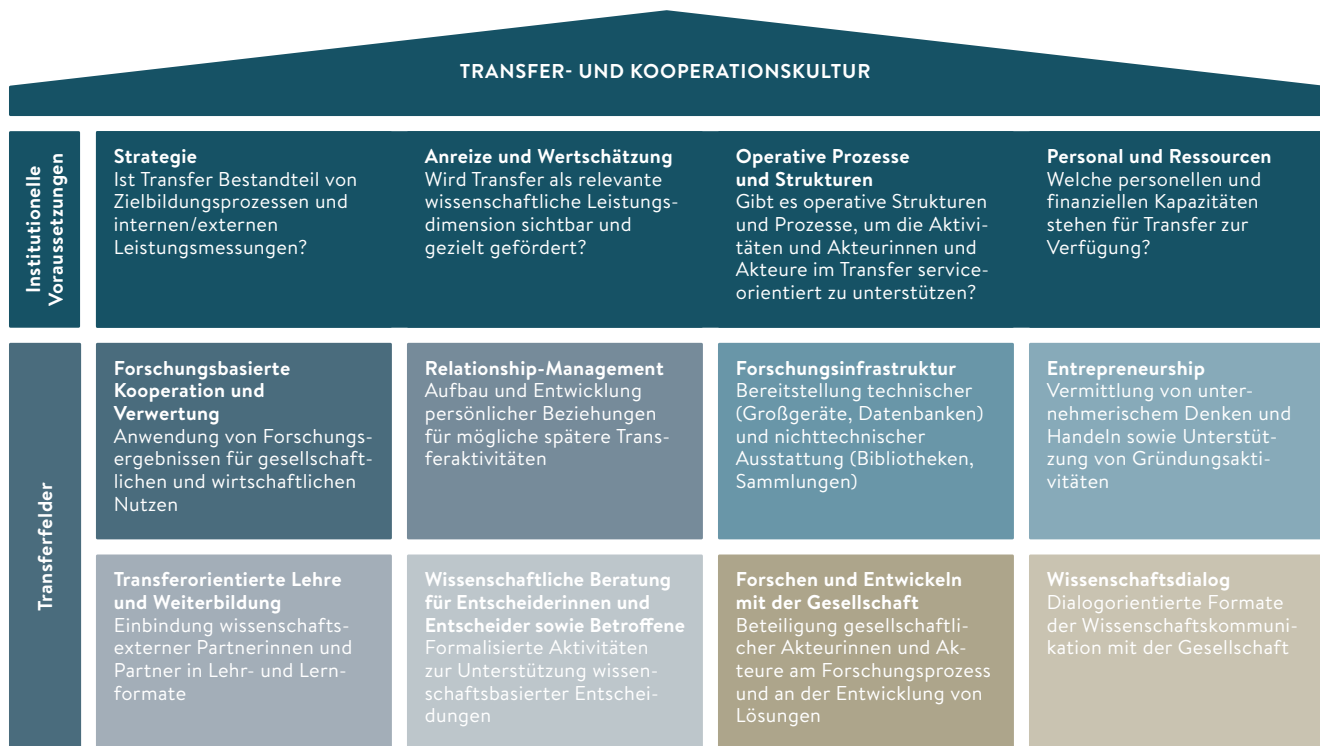 TRANSFER- UND KOOPERATIONSKULTUR
Institutionelle
Voraussetzungen
Strategie
Ist Transfer Bestandteil von
Zielbildungsprozessen und
internen/externen
Leistungsmessungen?
Anreize und Wertschätzung
Wird Transfer als relevante
wissenschaftliche Leistungs-
dimension sichtbar und
gezielt gefördert?
Operative Prozesse
und Strukturen
Gibt es operative Strukturen
und Prozesse, um die Aktivi-
täten und Akteurinnen und
Akteure im Transfer service-
orientiert zu unterstützen?
Personal und Ressourcen
Welche personellen und
finanziellen Kapazitäten
stehen für Transfer zur
Verfügung?
Transferfelder
Forschungsbasierte
Kooperation und
Verwertung
Anwendung von Forschungs-
ergebnissen für gesellschaft-
lichen und wirtschaftlichen
Nutzen
Relationship-Management
Aufbau und Entwicklung
persönlicher Beziehungen
für mögliche spätere Trans-
feraktivitäten
Forschungsinfrastruktur
Bereitstellung technischer
(Großgeräte, Datenbanken)
und nichttechnischer
Ausstattung (Bibliotheken,
Sammlungen)
Entrepreneurship
Vermittlung von unter-
nehmerischem Denken und
Handeln sowie Unterstüt-
zung von Gründungsakti-
vitäten
Transferorientierte Lehre
und Weiterbildung
Einbindung wissenschafts-
externer Partnerinnen und
Partner in Lehr- und Lern-
formate
Wissenschaftliche Beratung
für Entscheiderinnen und
Entscheider sowie Betroffene
Formalisierte Aktivitäten
zur Unterstützung wissen-
schaftsbasierter Entschei-
dungen
Forschen und Entwickeln
mit der Gesellschaft
Beteiligung gesellschaftli-
cher Akteurinnen und Ak-
teure am Forschungsprozess
und an der Entwicklung von
Lösungen
Wissenschaftsdialog
Dialogorientierte Formate
der Wissenschaftskommuni-
kation mit der Gesellschaft